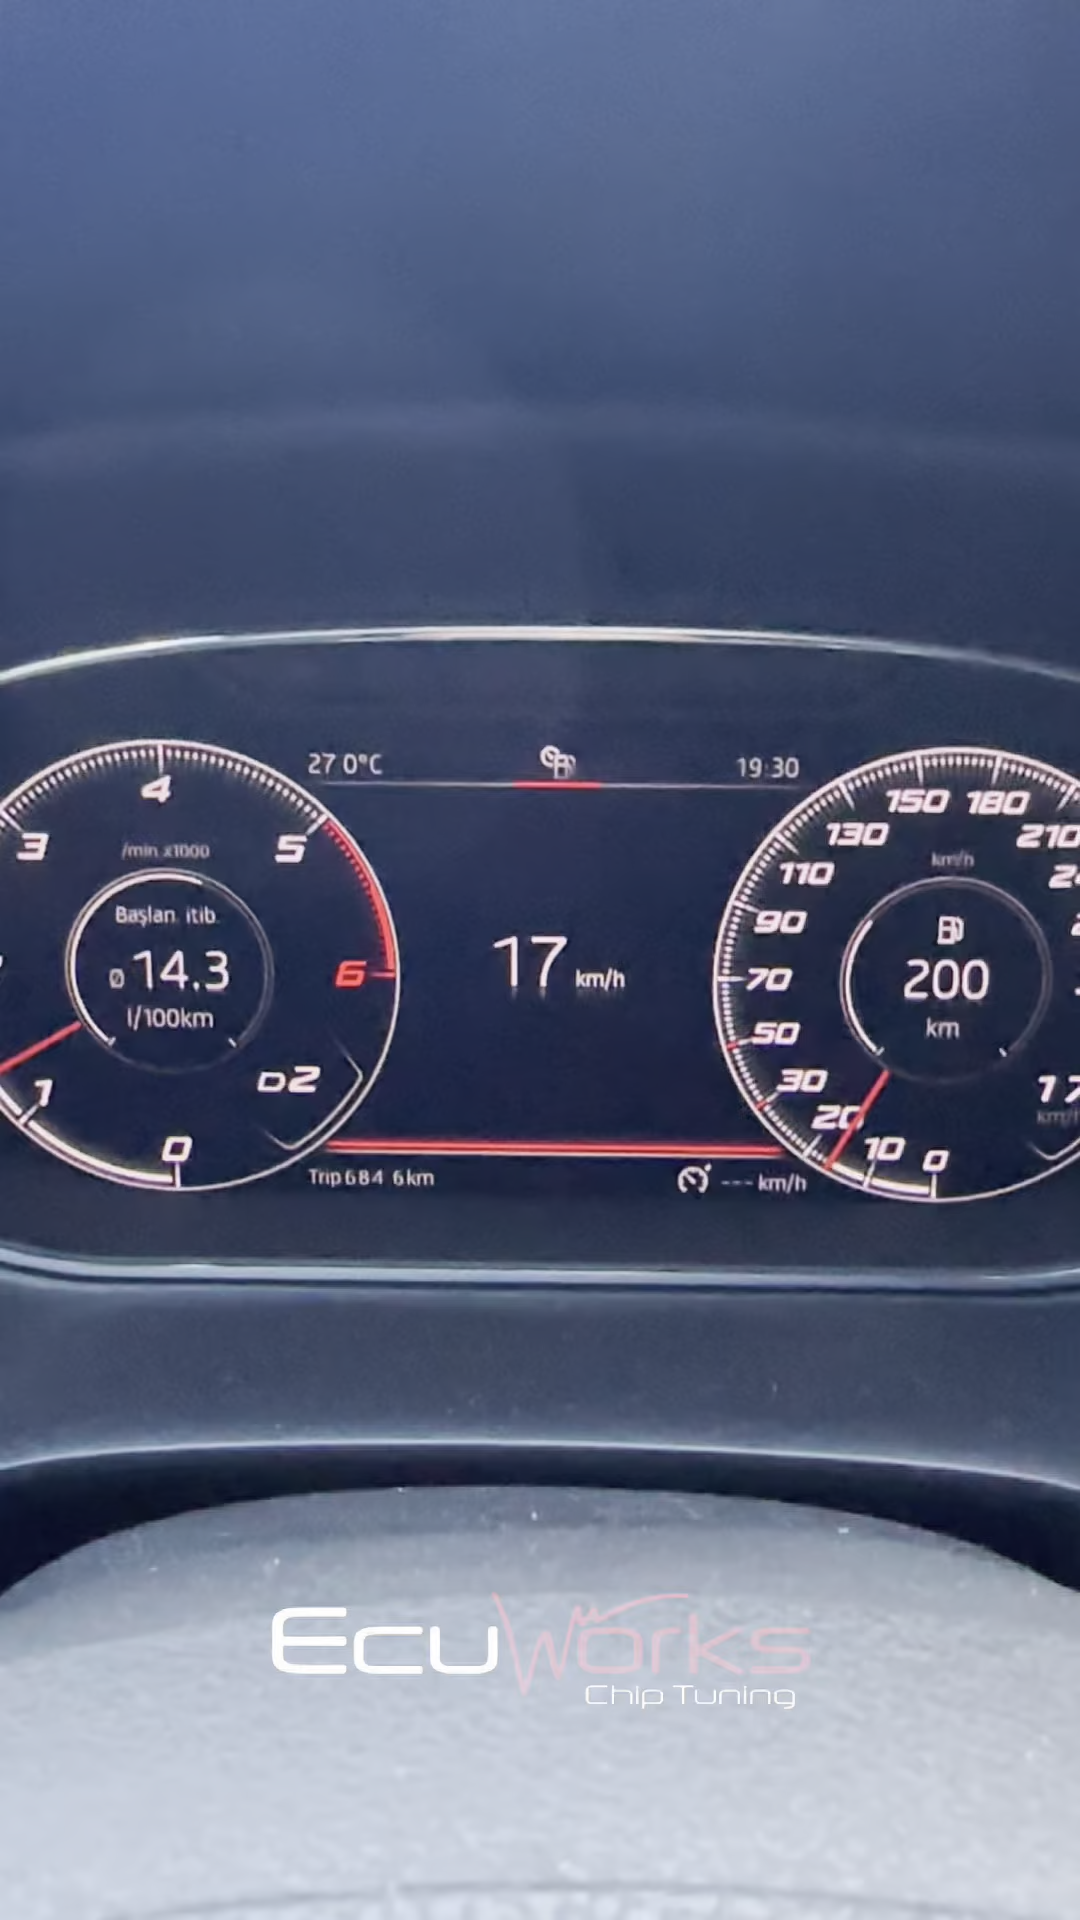 27 0°C
19:30
4
3
5
/min x1000
Başlan. itib.
Ø 14.3
l/100km
6
D2
1
0
Trip 684 6 km
17 km/h
--- km/h
150 180
130
210
110
km/h
90
200
70
km
50
30
20
10
0
EcuWorks
Chip Tuning